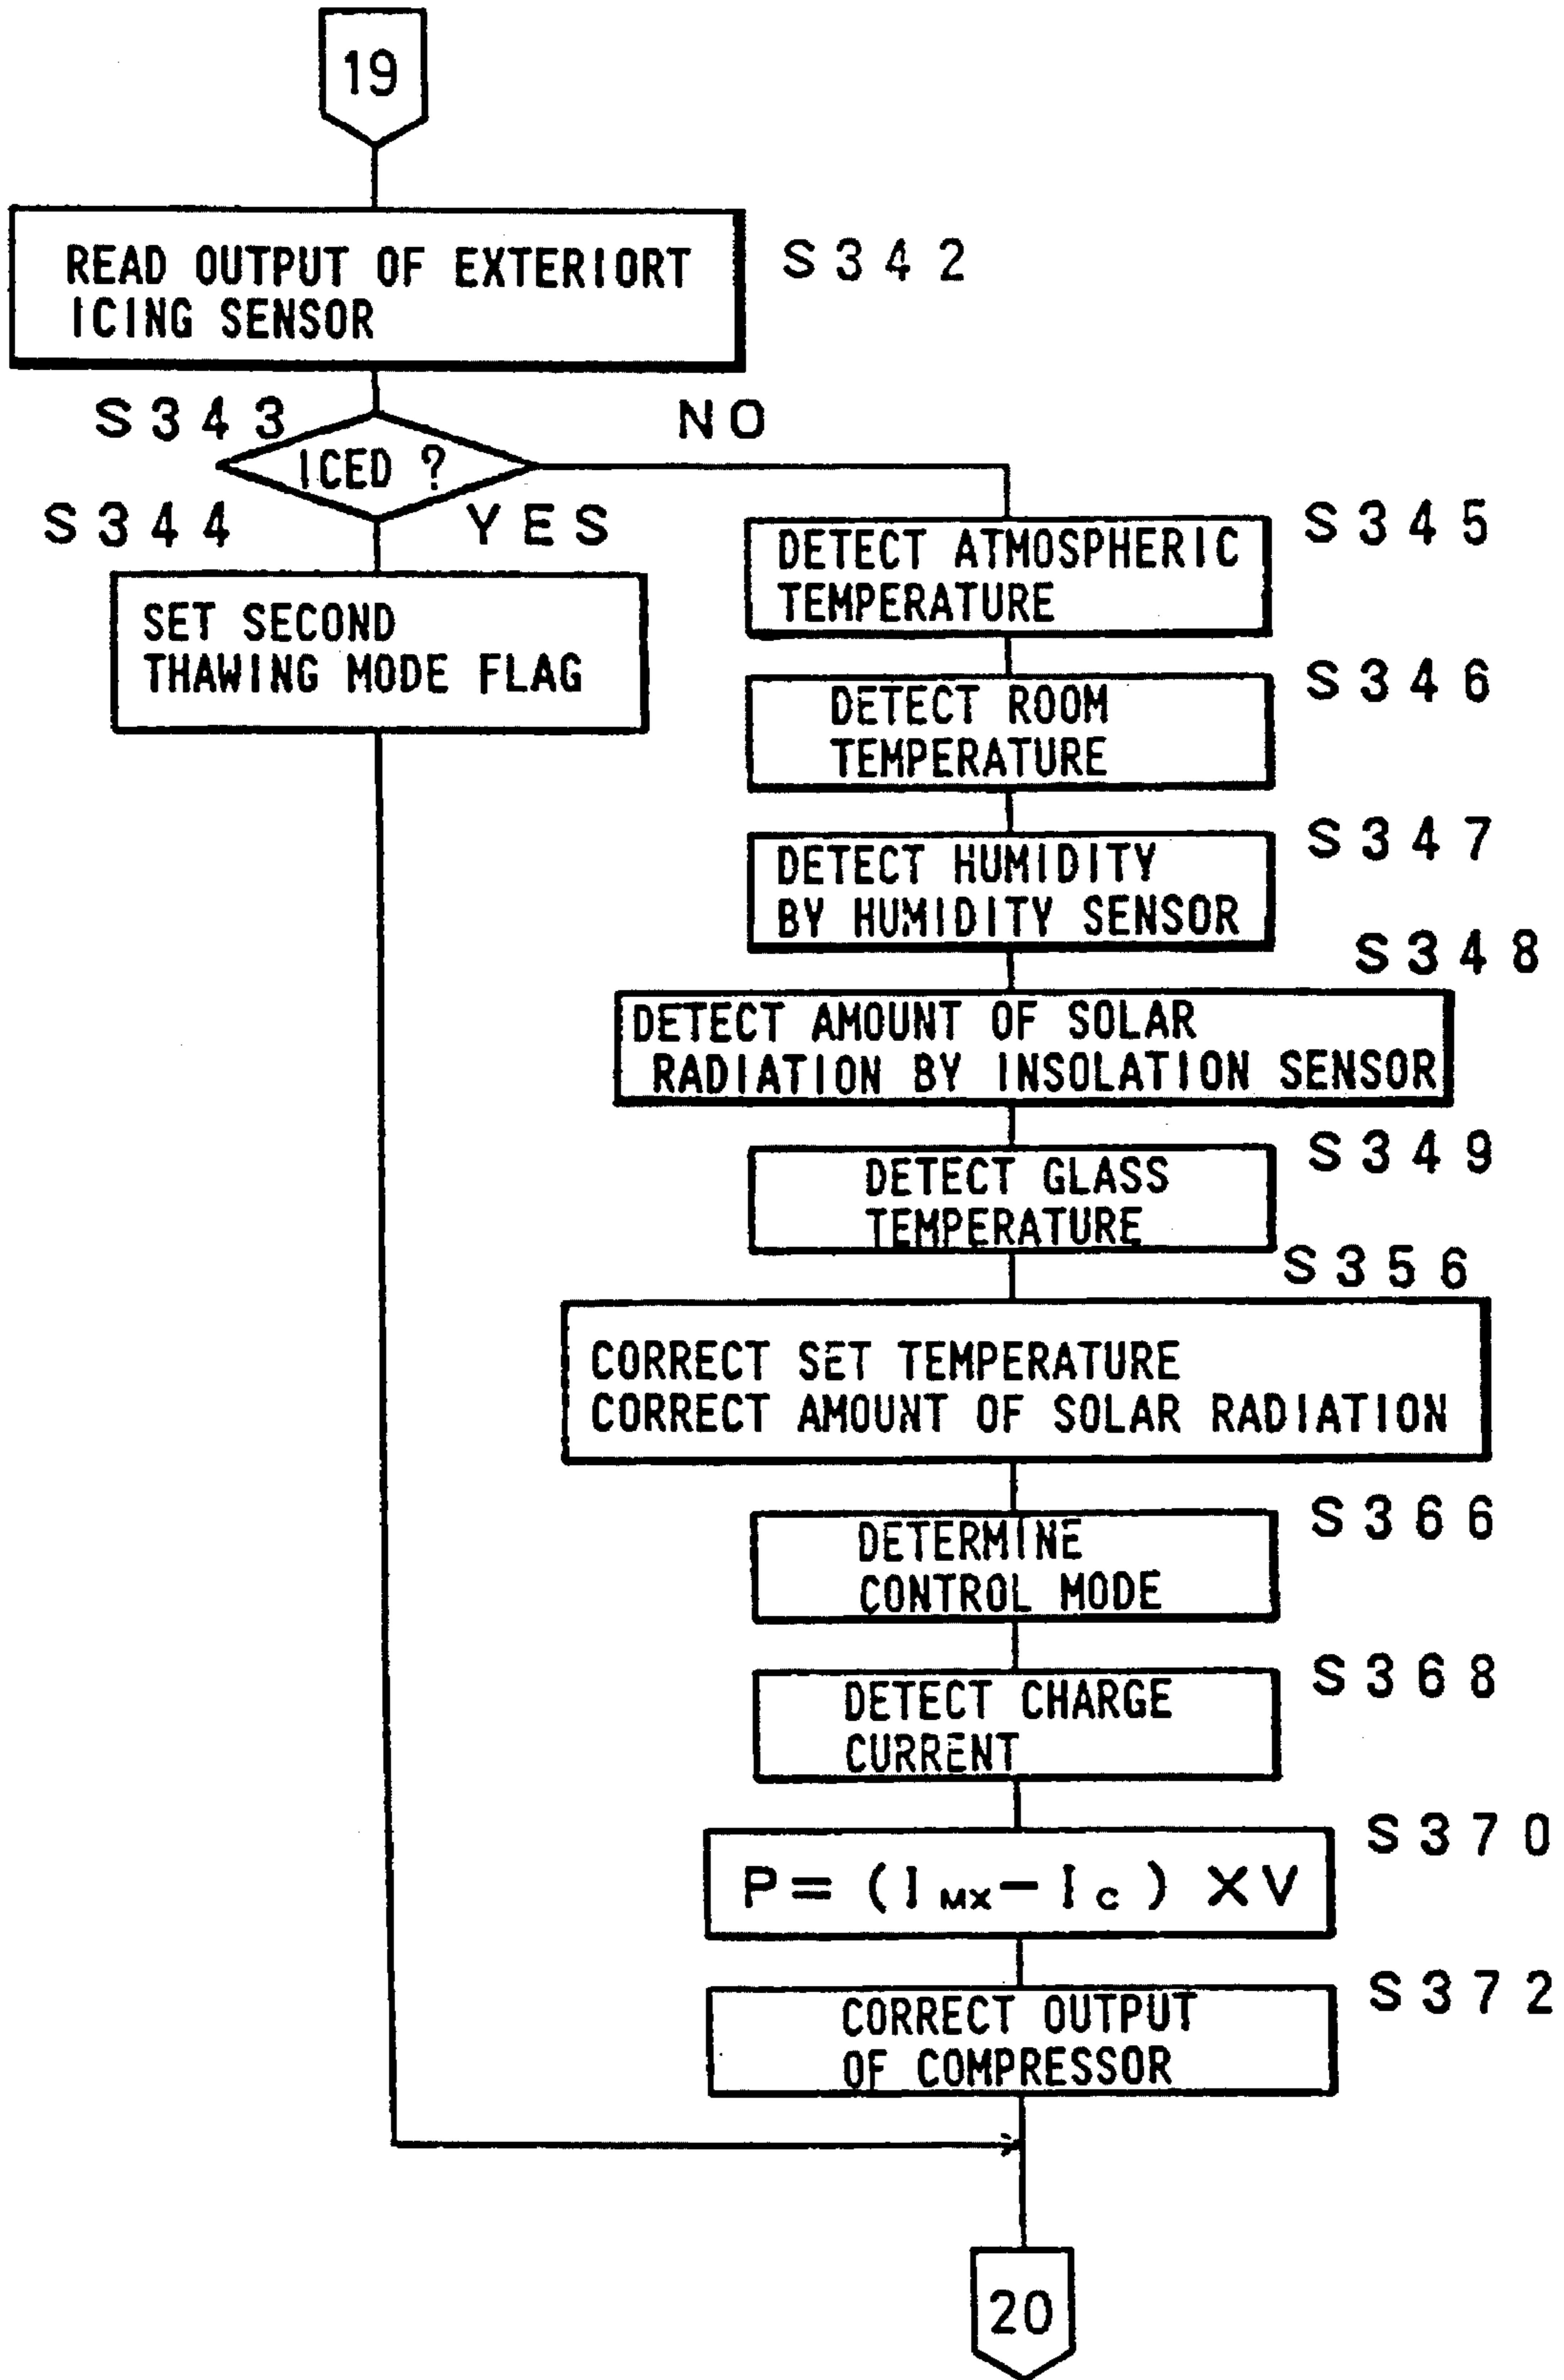 19
READ OUTPUT OF EXTERIORT
ICING SENSOR
S342
S343
ICED ?
NO
S344
YES
SET SECOND
THAWING MODE FLAG
S345
DETECT ATMOSPHERIC
TEMPERATURE
S346
DETECT ROOM
TEMPERATURE
S347
DETECT HUMIDITY
BY HUMIDITY SENSOR
S348
DETECT AMOUNT OF SOLAR
RADIATION BY INSOLATION SENSOR
S349
DETECT GLASS
TEMPERATURE
S356
CORRECT SET TEMPERATURE
CORRECT AMOUNT OF SOLAR RADIATION
S366
DETERMINE
CONTROL MODE
S368
DETECT CHARGE
CURRENT
S370
P=(IMX-IC)XV
S372
CORRECT OUTPUT
OF COMPRESSOR
20